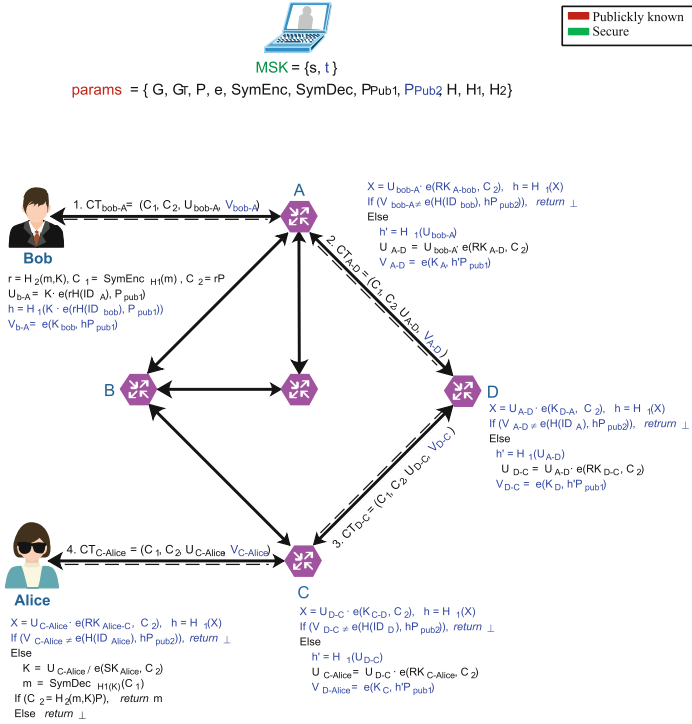 Publickly known
Secure
MSK = {s, t }
params = { G, GT, P, e, SymEnc, SymDec, PPub1, PPub2, H, H1, H2}
A
1. CTbob-A= (C1, C2, Ubob-A, Vbob-A)
Bob
r = H2(m,K), C1 = SymEnc H1(m) , C2 = rP
Ub-A= K· e(rH(IDA), Ppub1)
h = H1(K · e(rH(IDbob), Ppub1))
Vb-A= e(Kbob, hPpub1)
X = Ubob-A· e(RKA-bob, C2), h = H1(X)
If (Vbob-A≠ e(H(IDbob), hPpub2)), return ⊥
Else
h' = H1(Ubob-A)
UA-D = Ubob-A· e(RKA-D, C2)
VA-D = e(KA, h'Ppub1)
2. CTA-D = (C1, C2, UA-D, VA-D)
B
D
X = UA-D · e(KD-A, C2), h = H1(X)
If (VA-D ≠ e(H(IDA), hPpub2)), reurrn ⊥
Else
h' = H1(UA-D)
UD-C = UA-D· e(RKD-C, C2)
VD-C = e(KD, h'Ppub1)
3. CTD-C = (C1, C2, UD-C, VD-C)
4. CTC-Alice = (C1, C2, UC-Alice, VC-Alice)
Alice
C
X = UC-Alice · e(RKAlice-C, C2), h = H1(X)
If (VC-Alice ≠ e(H(IDAlice), hPpub2)), return ⊥
Else
K = UC-Alice / e(SKAlice, C2)
m = SymDec H1(K)(C1)
If (C2 = H2(m,K)P), return m
Else return ⊥
X = UD-C · e(KC-D, C2), h = H1(X)
If (VD-C ≠ e(H(IDD), hPpub2)), return ⊥
Else
h' = H1(UD-C)
UC-Alice= UD-C · e(RKC-Alice, C2)
VD-Alice = e(KC, h'Ppub1)